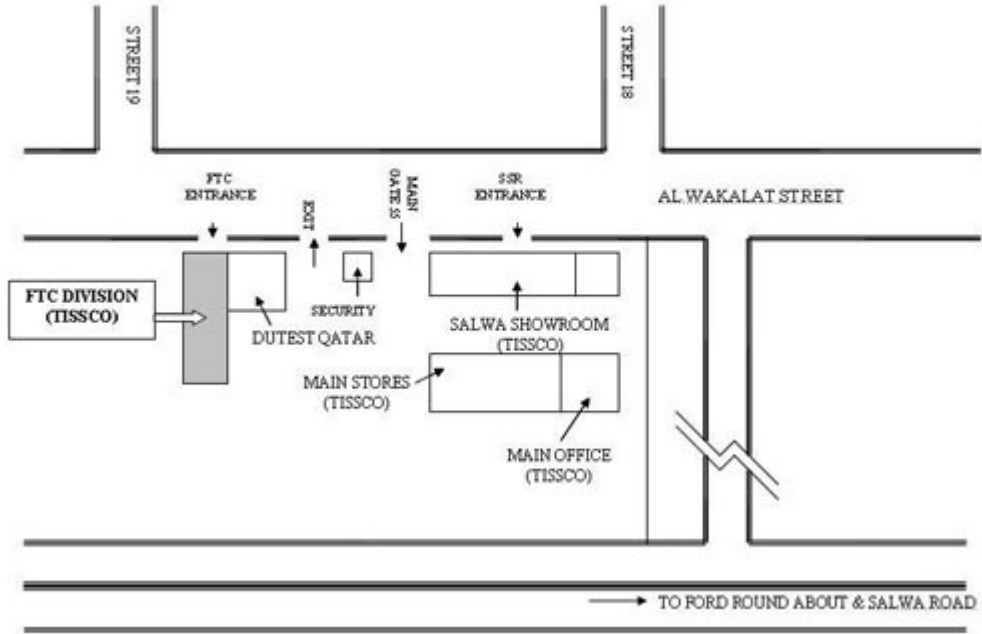 STREET 19
STREET 18
FTC
ENTRANCE
EXIT
MAIN
GATE SS
SSR
ENTRANCE
AL WAKALAT STREET
FTC DIVISION
(TISSCO)
SECURITY
DUTEST QATAR
SALWA SHOWROOM
(TISSCO)
MAIN STORES
(TISSCO)
MAIN OFFICE
(TISSCO)
TO FORD ROUND ABOUT & SALWA ROAD